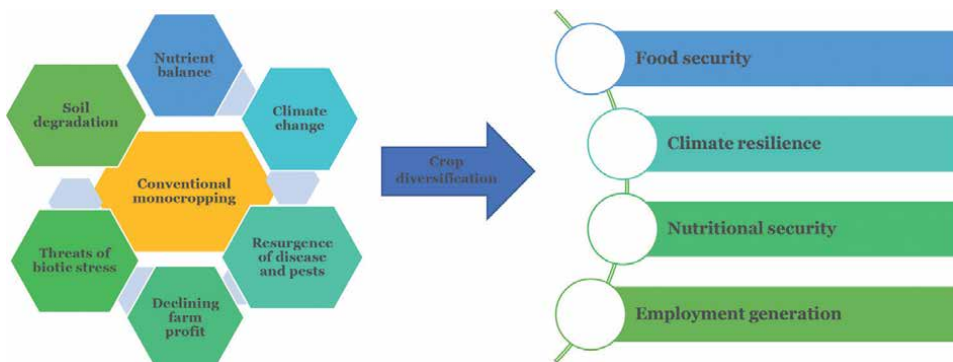 Nutrient
balance
Soil
degradation
Climate
change
Conventional
monocropping
Threats of
biotic stress
Resurgence
of disease
and pests
Declining
farm
profit
Crop
diversification
Food security
Climate resilience
Nutritional security
Employment generation